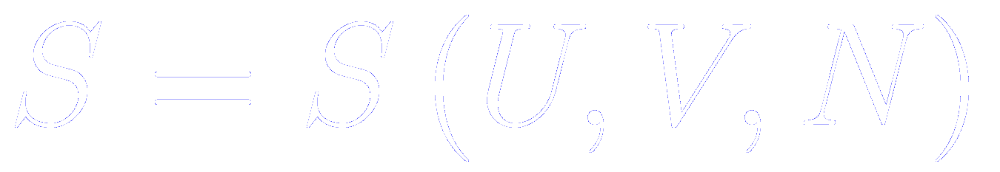 S = S (U, V, N)